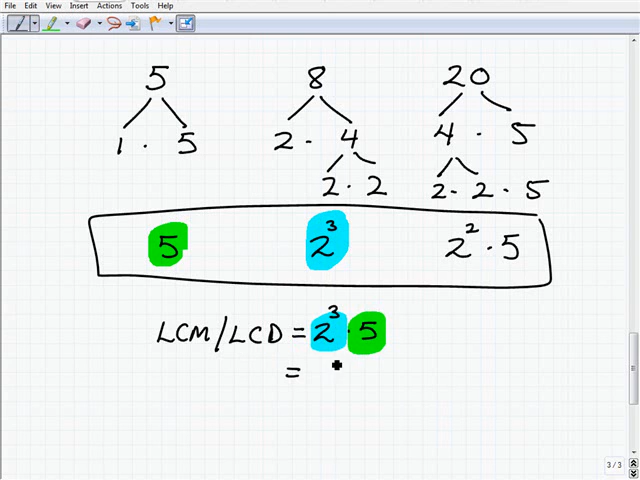 File Edit View Insert Actions Tools Help
5 8 20
1 · 5 2 · 4 4 · 5
2 · 2 2 · 2 · 5
5 2³ 2² · 5
LCM/LCD = 2³ · 5
=
3/3